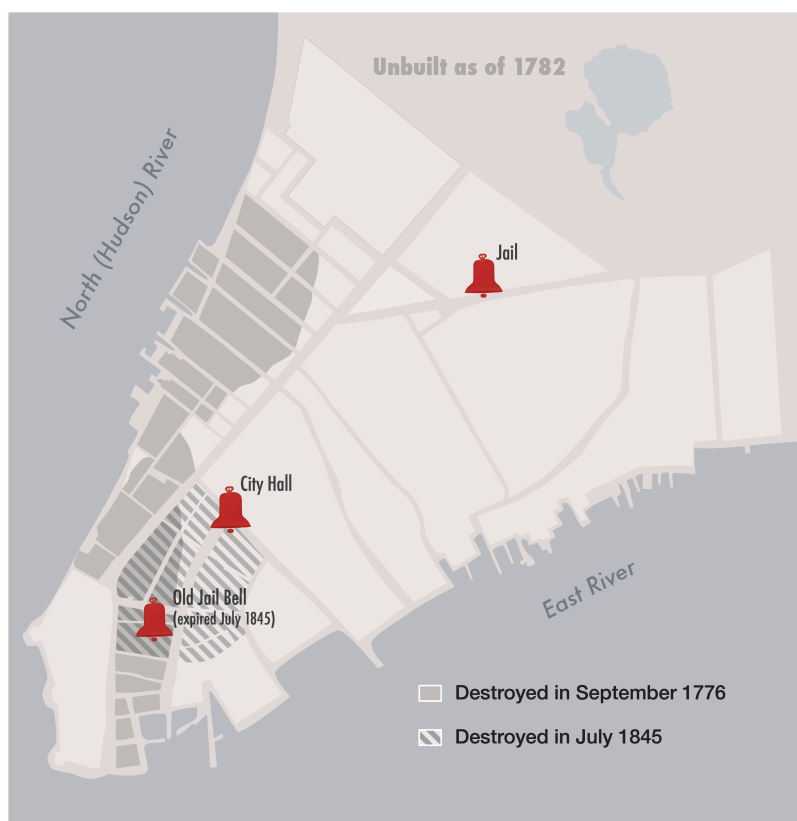 Unbuilt as of 1782
North (Hudson) River
Jail
City Hall
Old Jail Bell
(expired July 1845)
East River
Destroyed in September 1776
Destroyed in July 1845